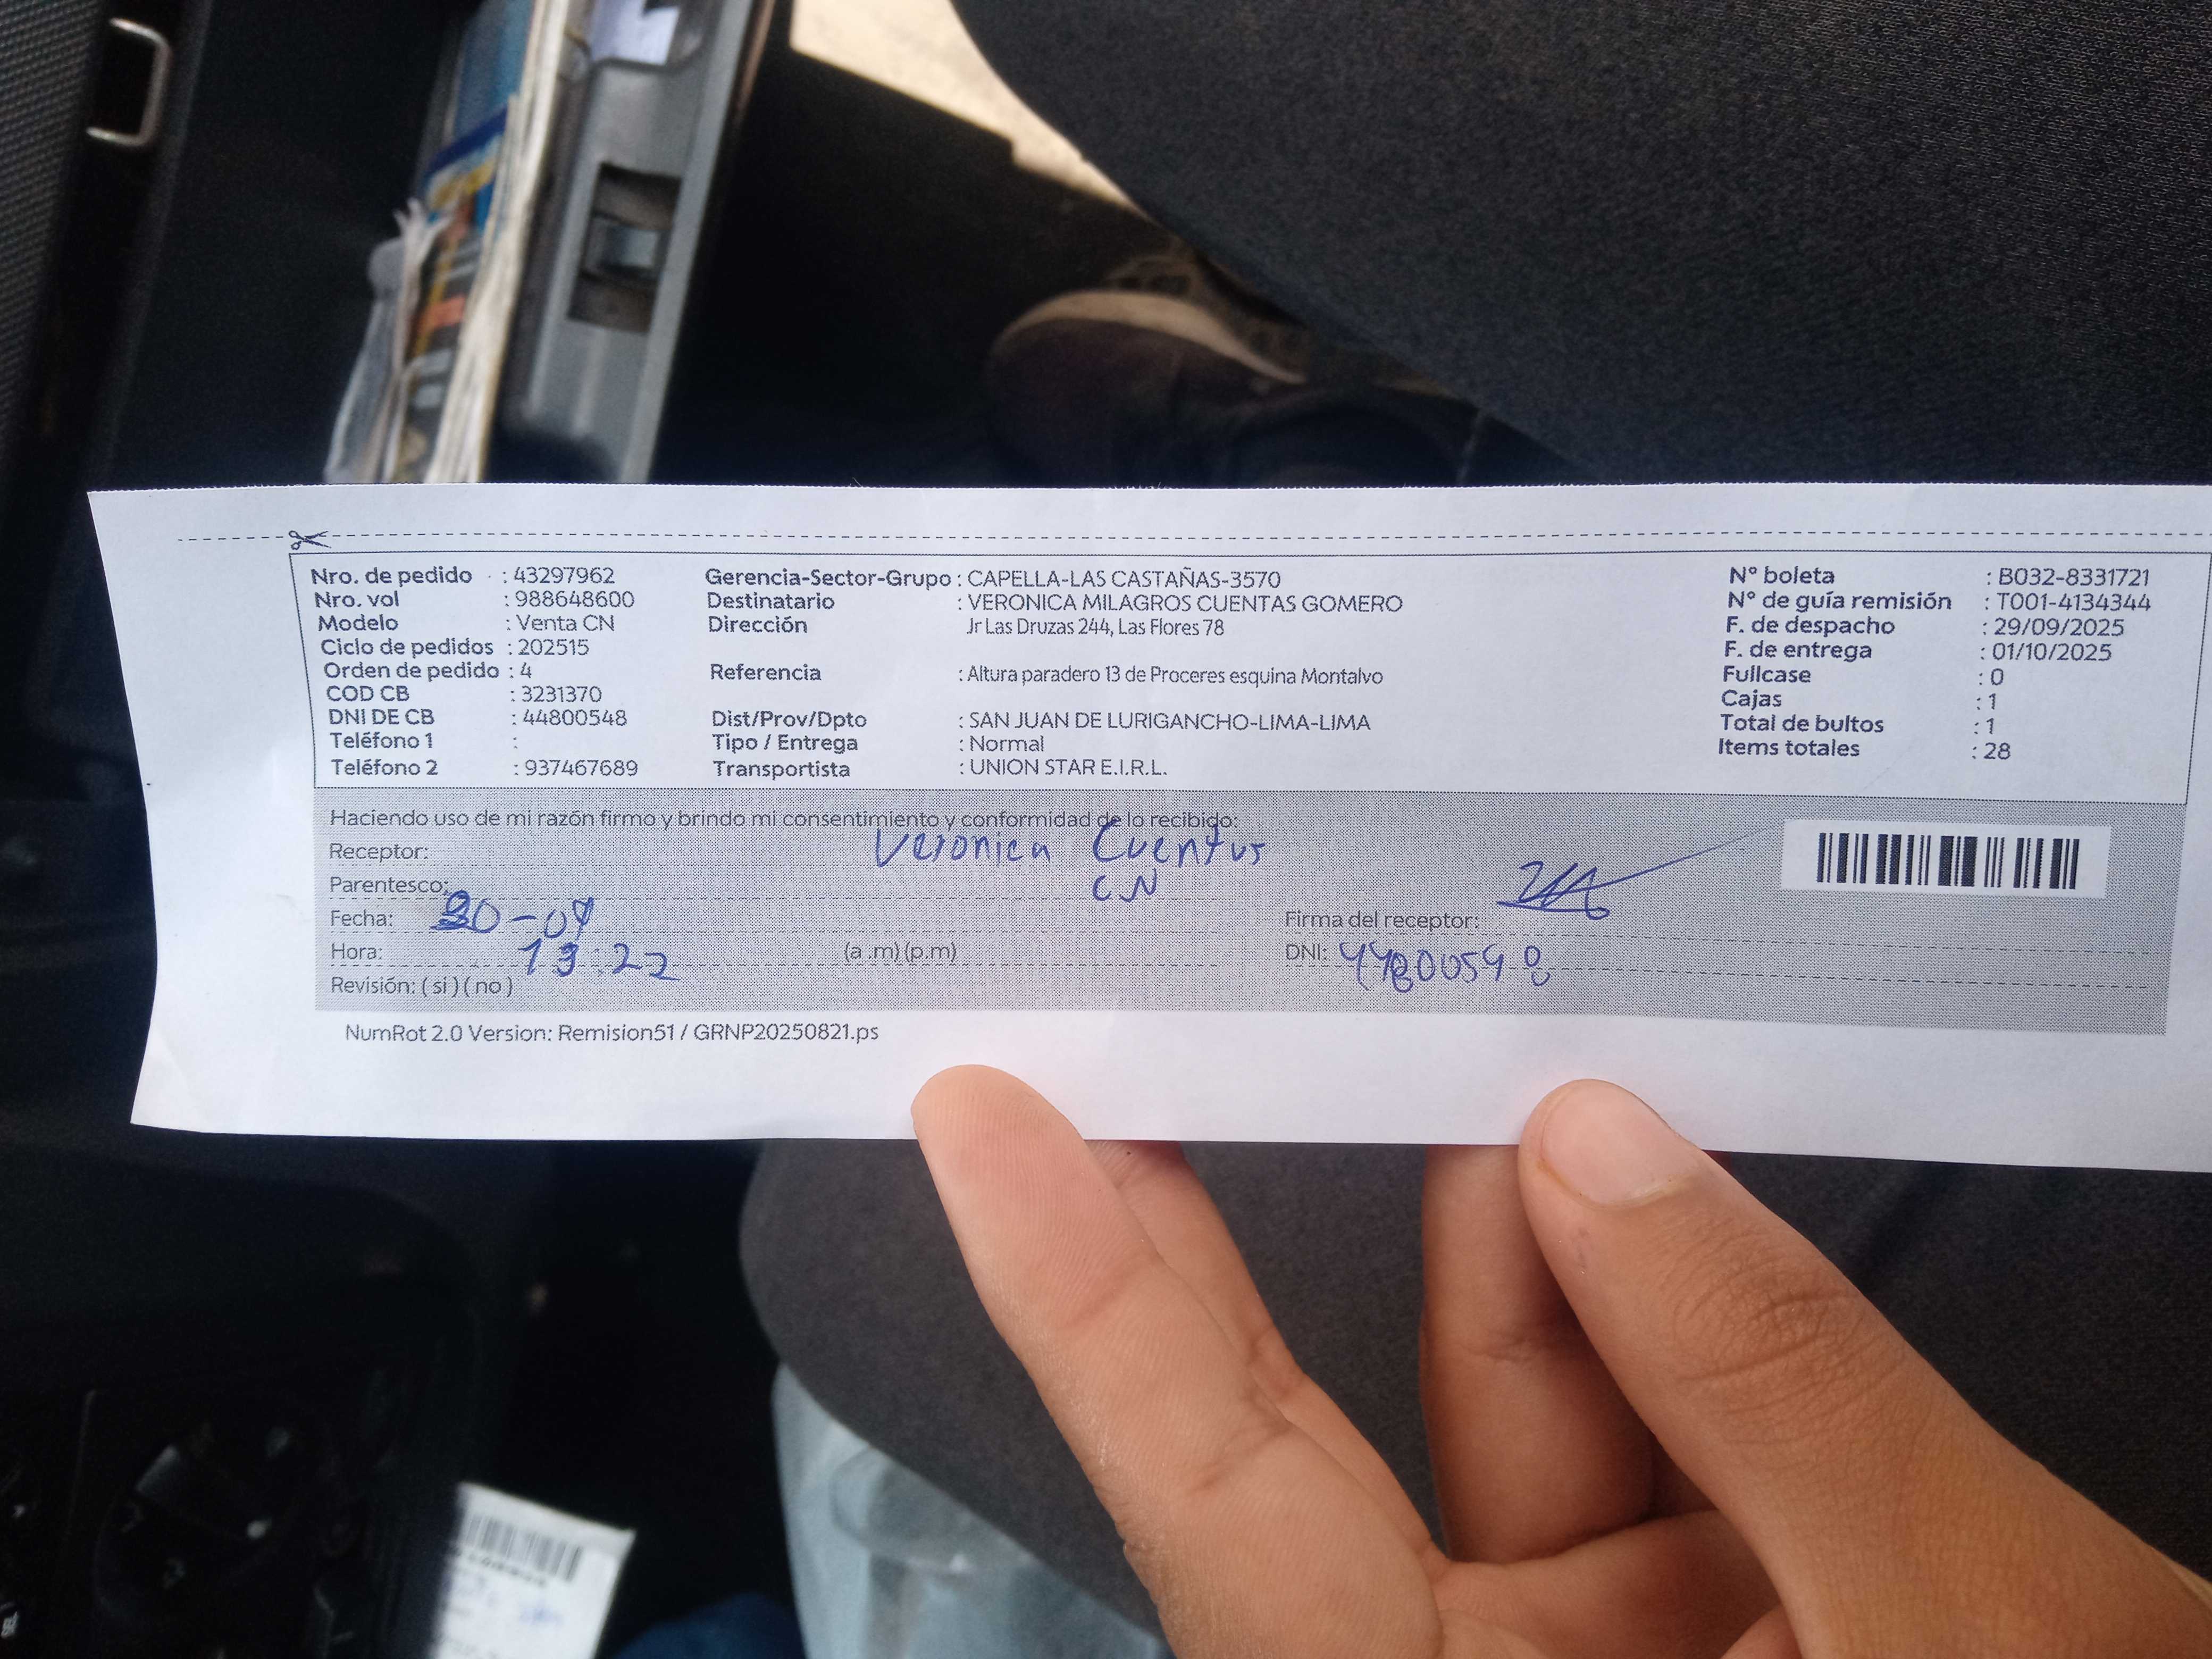 Nro. de pedido : 43297962
Nro. vol : 988648600
Modelo : Venta CN
Ciclo de pedidos : 202515
Orden de pedido : 4
COD CB : 3231370
DNI DE CB : 44800548
Teléfono 1 :
Teléfono 2 : 937467689
Gerencia-Sector-Grupo : CAPELLA-LAS CASTAÑAS-3570
Destinatario : VERONICA MILAGROS CUENTAS GOMERO
Dirección Jr Las Druzas 244, Las Flores 78
Referencia : Altura paradero 13 de Proceres esquina Montalvo
Dist/Prov/Dpto : SAN JUAN DE LURIGANCHO-LIMA-LIMA
Tipo / Entrega : Normal
Transportista : UNION STAR E.I.R.L.
N° boleta : B032-8331721
N° de guía remisión : T001-4134344
F. de despacho : 29/09/2025
F. de entrega : 01/10/2025
Fullcase : 0
Cajas : 1
Total de bultos : 1
Items totales : 28
Haciendo uso de mi razón firmo y brindo mi consentimiento y conformidad de lo recibido:
Receptor: Veronica Cuentas
Parentesco: CN
Fecha: 30-09
Hora: 13:22 (a .m) (p.m)
Revisión: ( si ) ( no )
Firma del receptor:
DNI: 44800548
NumRot 2.0 Version: Remision51 / GRNP20250821.ps